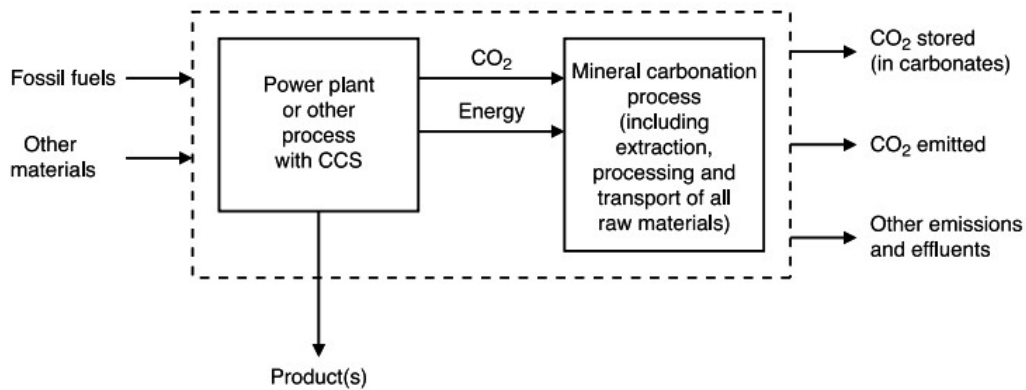 Fossil fuels
Other
materials
Power plant
or other
process
with CCS
CO₂
Energy
Mineral carbonation
process
(including
extraction,
processing and
transport of all
raw materials)
CO₂ stored
(in carbonates)
CO₂ emitted
Other emissions
and effluents
Product(s)